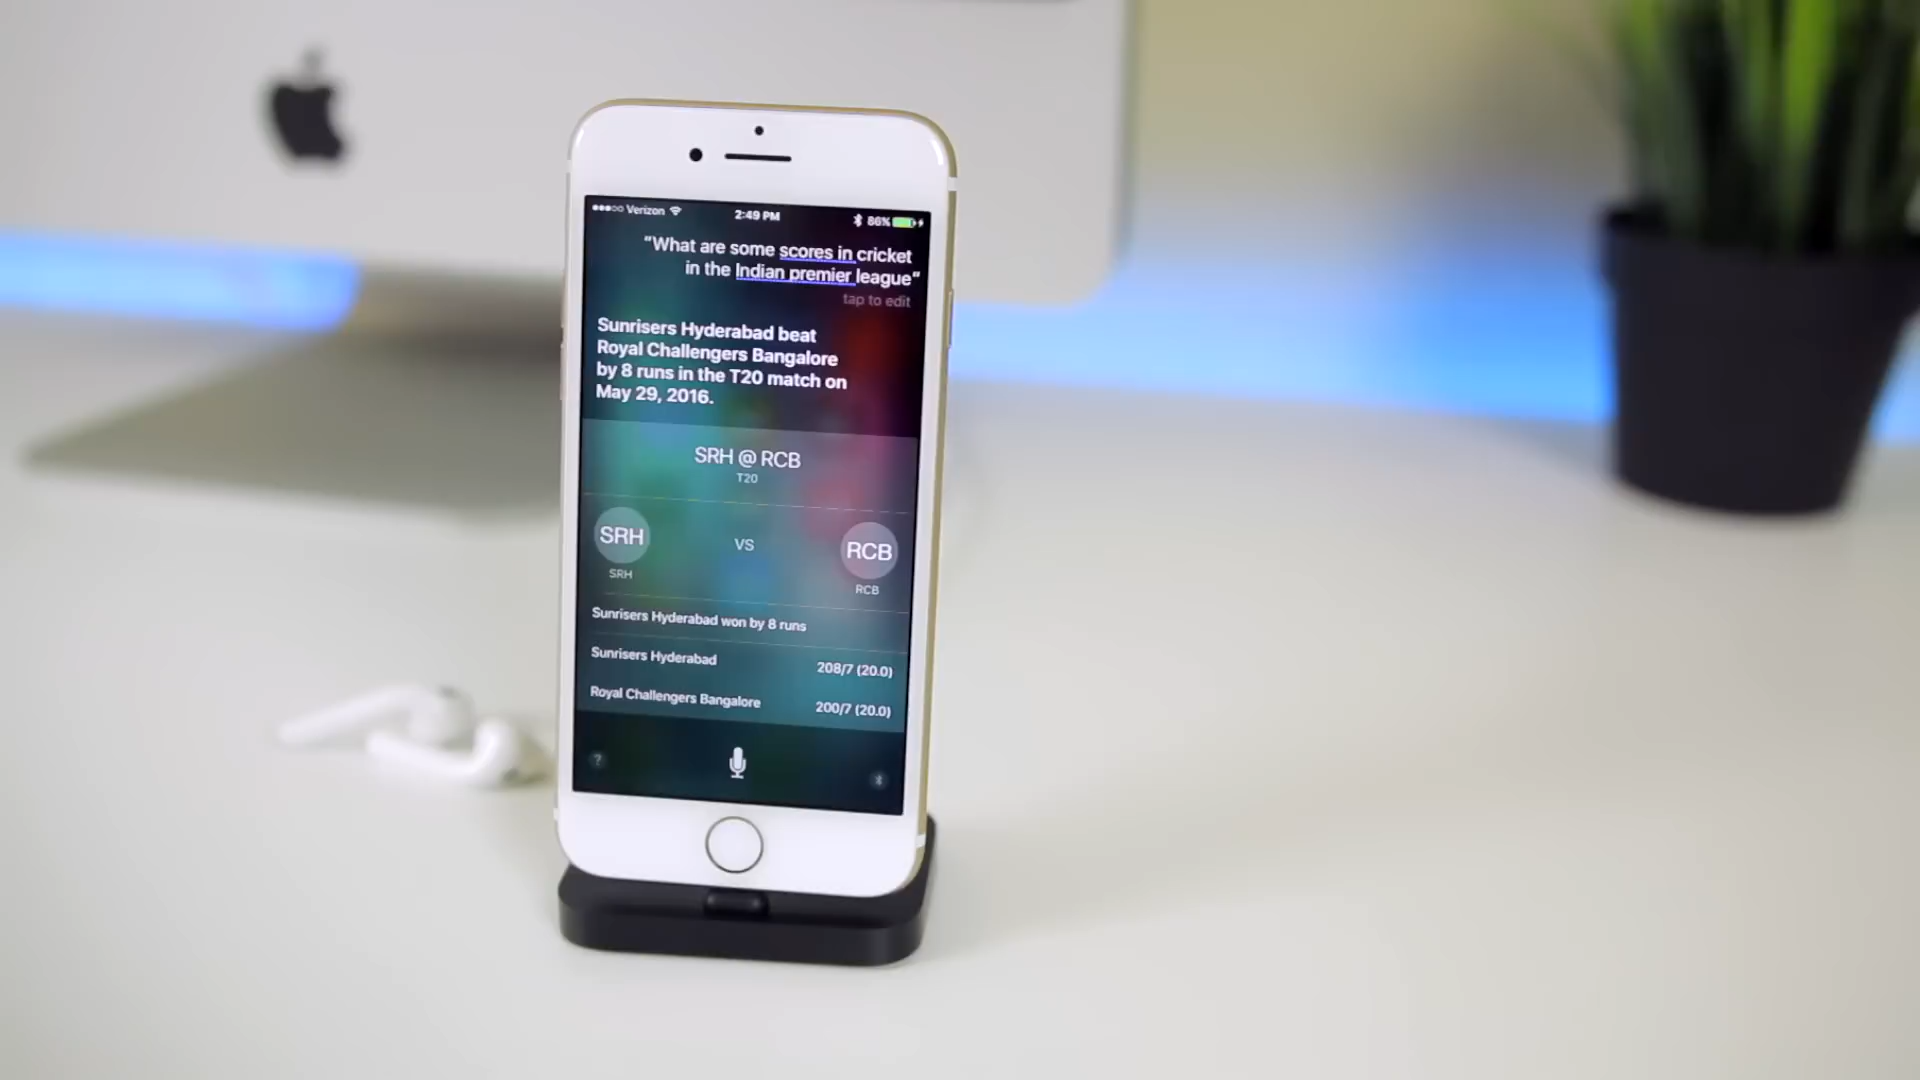 Verizon 2:49 PM 86%
"What are some scores in cricket
in the Indian premier league"
tap to edit
Sunrisers Hyderabad beat
Royal Challengers Bangalore
by 8 runs in the T20 match on
May 29, 2016.
SRH @ RCB
T20
SRH VS RCB
SRH RCB
Sunrisers Hyderabad won by 8 runs
Sunrisers Hyderabad 208/7 (20.0)
Royal Challengers Bangalore 200/7 (20.0)
?